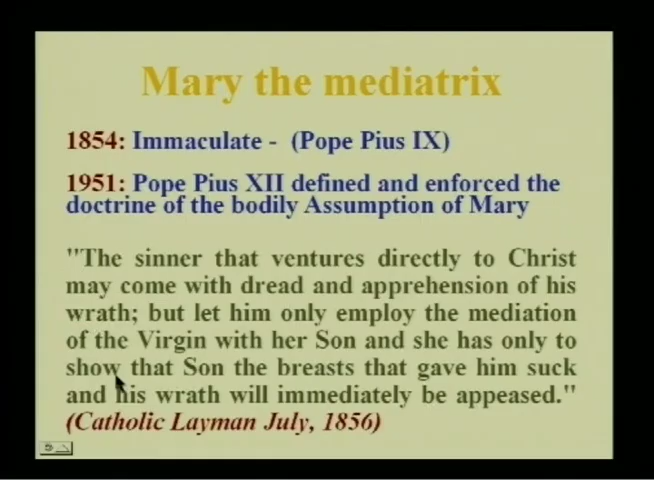 Mary the mediatrix
1854: Immaculate - (Pope Pius IX)
1951: Pope Pius XII defined and enforced the
doctrine of the bodily Assumption of Mary
"The sinner that ventures directly to Christ
may come with dread and apprehension of his
wrath; but let him only employ the mediation
of the Virgin with her Son and she has only to
show that Son the breasts that gave him suck
and his wrath will immediately be appeased."
(Catholic Layman July, 1856)